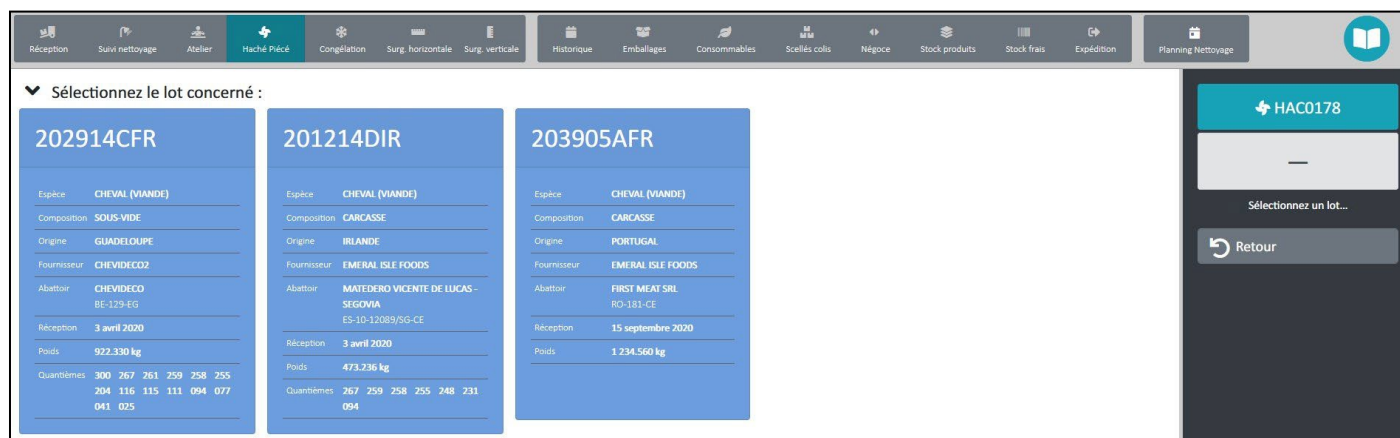 Réception Suivi nettoyage Atelier Haché Piécé Congélation Surg. horizontale Surg. verticale Historique Emballages Consommables Scellés colis Négoce Stock produits Stock frais Expédition Planning Nettoyage
Sélectionnez le lot concerné :
202914CFR
Espèce CHEVAL (VIANDE)
Composition SOUS-VIDE
Origine GUADELOUPE
Fournisseur CHEVIDECO2
Abattoir CHEVIDECO
BE-129-EG
Réception 3 avril 2020
Poids 922.330 kg
Quantièmes 300 267 261 259 258 255
204 116 115 111 094 077
041 025
201214DIR
Espèce CHEVAL (VIANDE)
Composition CARCASSE
Origine IRLANDE
Fournisseur EMERAL ISLE FOODS
Abattoir MATEDERO VICENTE DE LUCAS –
SEGOVIA
ES-10-12089/SG-CE
Réception 3 avril 2020
Poids 473.236 kg
Quantièmes 267 259 258 255 248 231
094
203905AFR
Espèce CHEVAL (VIANDE)
Composition CARCASSE
Origine PORTUGAL
Fournisseur EMERAL ISLE FOODS
Abattoir FIRST MEAT SRL
RO-181-CE
Réception 15 septembre 2020
Poids 1 234.560 kg
HAC0178
—
Sélectionnez un lot...
Retour